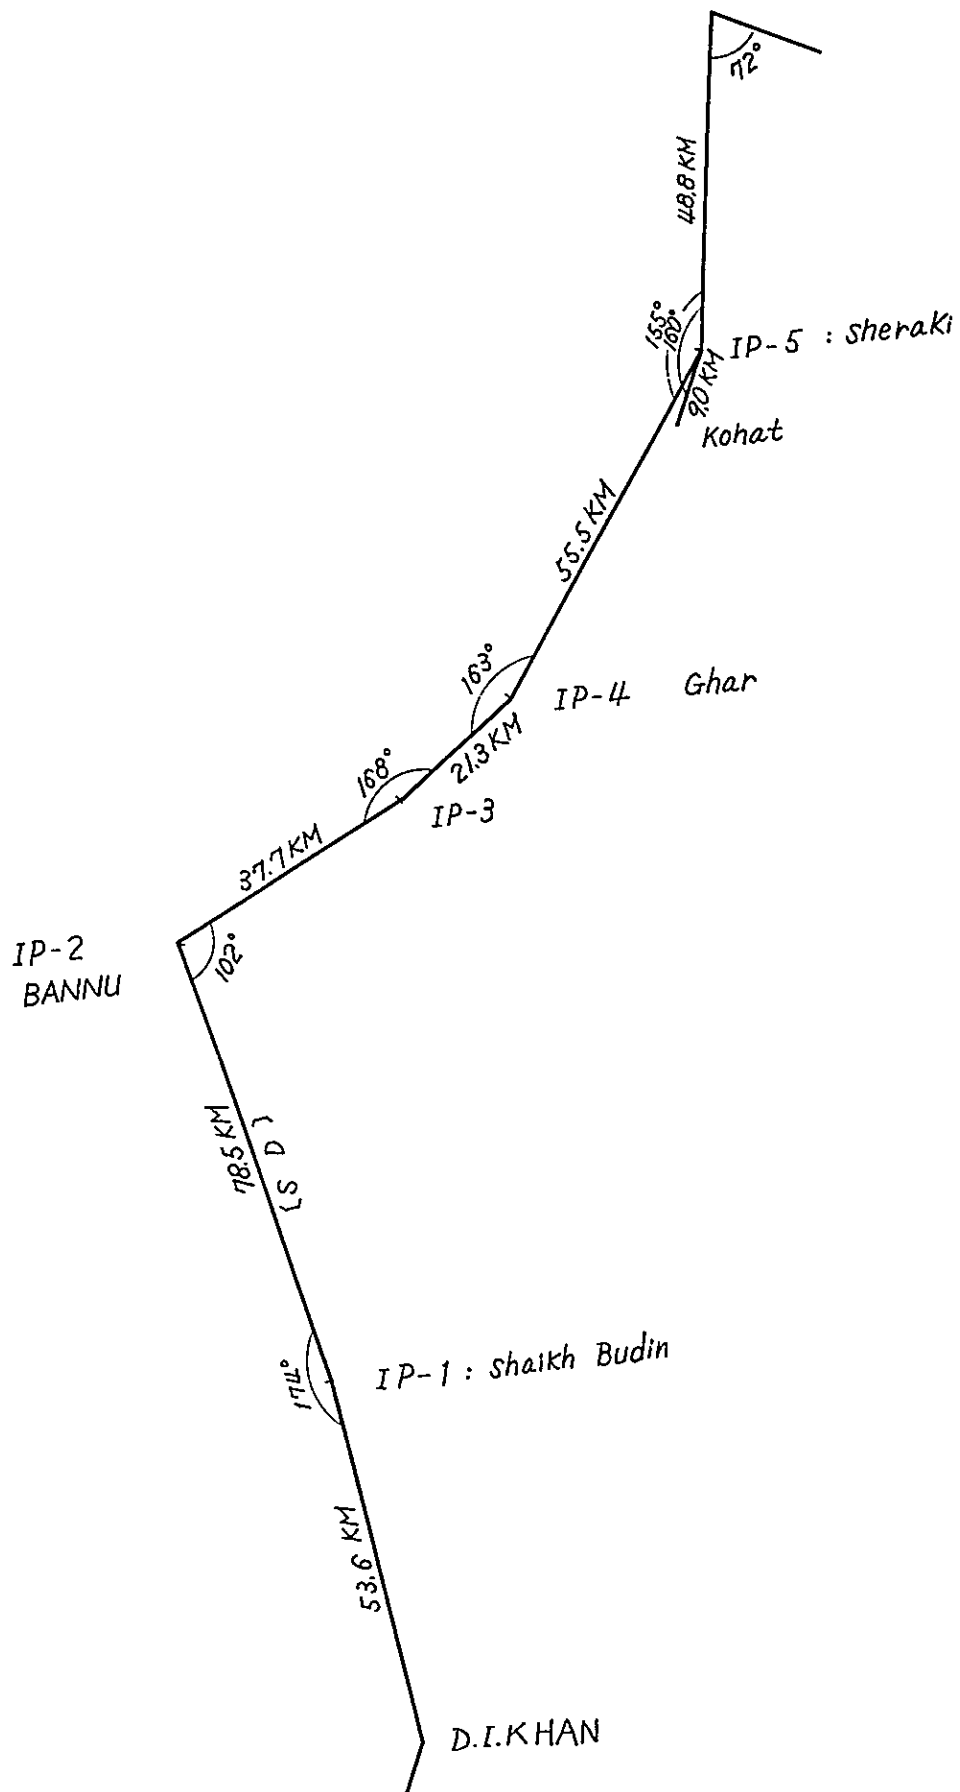 72°
48.8 KM
155°
160°
IP-5 : Sheraki
9.0 KM
Kohat
55.5 KM
163°
IP-4 Ghar
21.3 KM
168°
IP-3
37.7 KM
IP-2
BANNU
102°
78.5 KM
(S D)
174°
IP-1 : Shaikh Budin
53.6 KM
D.I.KHAN